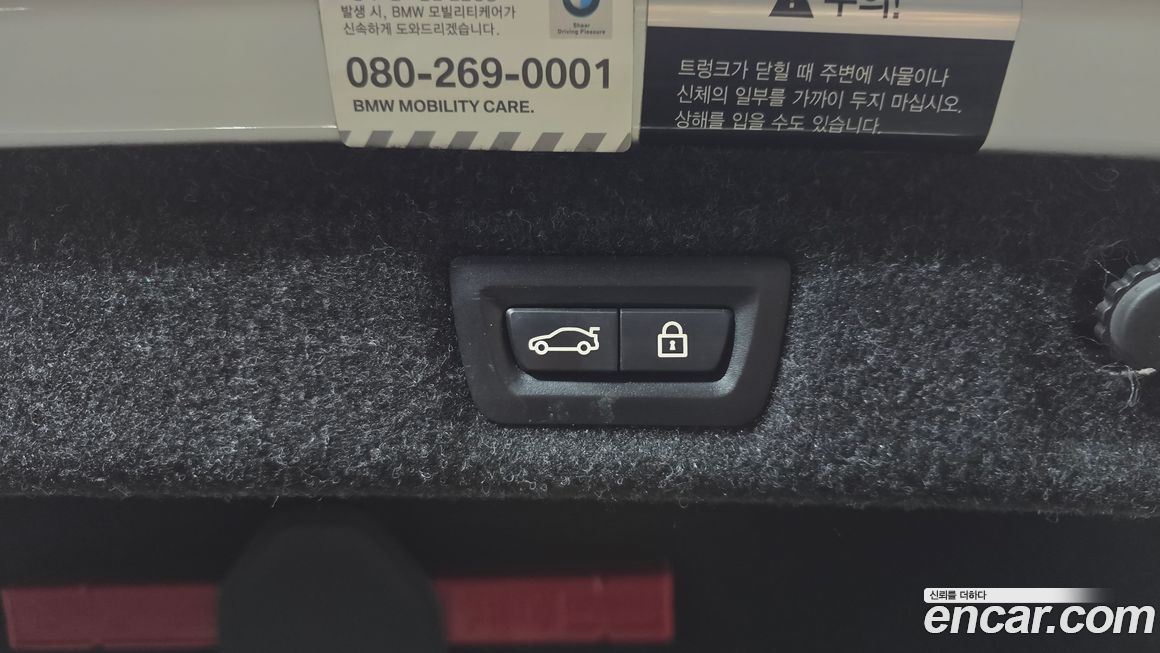 발생 시, BMW 모빌리티케어가
신속하게 도와드리겠습니다.
Sheer
Driving Pleasure
080-269-0001
BMW MOBILITY CARE.
트렁크가 닫힐 때 주변에 사물이나
신체의 일부를 가까이 두지 마십시오.
상해를 입을 수도 있습니다.
신뢰를 더하다
encar.com